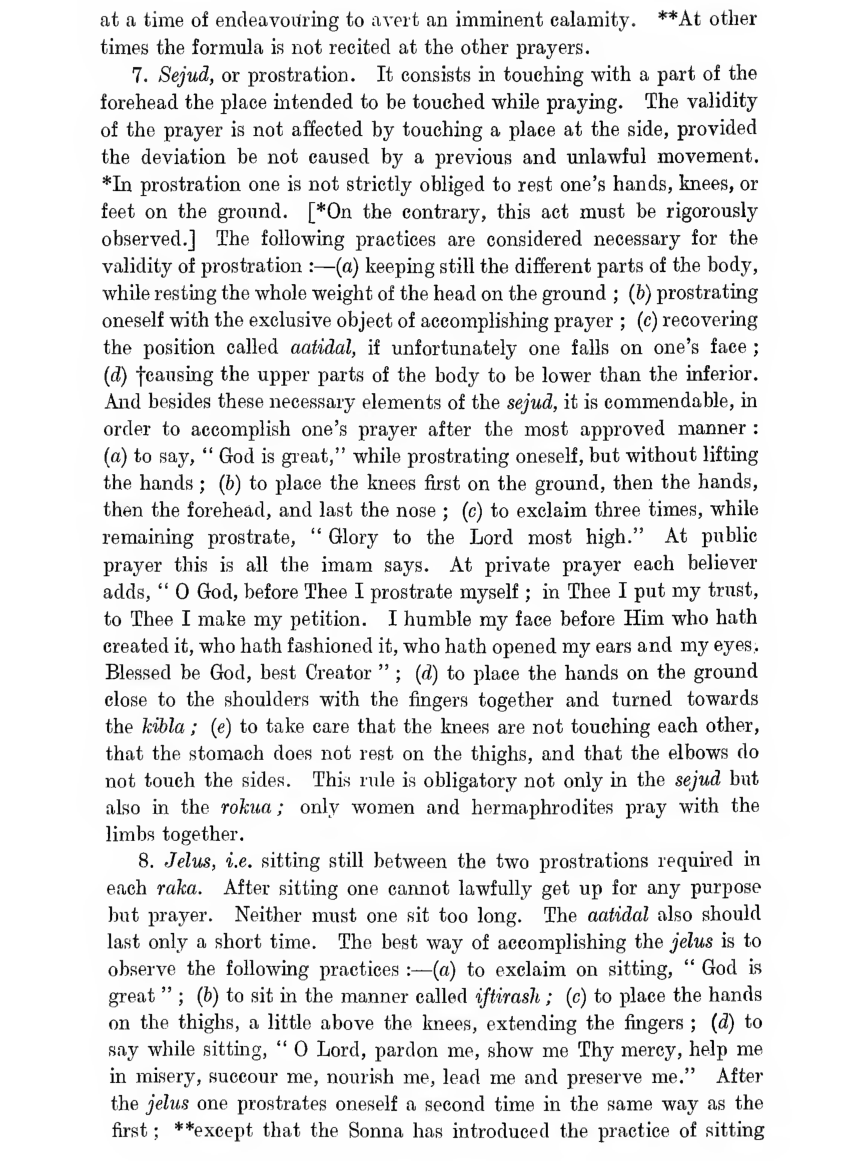 at a time of endeavouring to avert an imminent calamity. **At other
times the formula is not recited at the other prayers.
7. Sejud, or prostration. It consists in touching with a part of the
forehead the place intended to be touched while praying. The validity
of the prayer is not affected by touching a place at the side, provided
the deviation be not caused by a previous and unlawful movement.
*In prostration one is not strictly obliged to rest one's hands, knees, or
feet on the ground. [*On the contrary, this act must be rigorously
observed.] The following practices are considered necessary for the
validity of prostration :—(a) keeping still the different parts of the body,
while resting the whole weight of the head on the ground ; (b) prostrating
oneself with the exclusive object of accomplishing prayer ; (c) recovering
the position called aatidal, if unfortunately one falls on one's face ;
(d) †causing the upper parts of the body to be lower than the inferior.
And besides these necessary elements of the sejud, it is commendable, in
order to accomplish one's prayer after the most approved manner :
(a) to say, “ God is great,” while prostrating oneself, but without lifting
the hands ; (b) to place the knees first on the ground, then the hands,
then the forehead, and last the nose ; (c) to exclaim three times, while
remaining prostrate, “ Glory to the Lord most high.” At public
prayer this is all the imam says. At private prayer each believer
adds, “ O God, before Thee I prostrate myself ; in Thee I put my trust,
to Thee I make my petition. I humble my face before Him who hath
created it, who hath fashioned it, who hath opened my ears and my eyes.
Blessed be God, best Creator ” ; (d) to place the hands on the ground
close to the shoulders with the fingers together and turned towards
the kibla ; (e) to take care that the knees are not touching each other,
that the stomach does not rest on the thighs, and that the elbows do
not touch the sides. This rule is obligatory not only in the sejud but
also in the rokua ; only women and hermaphrodites pray with the
limbs together.
8. Jelus, i.e. sitting still between the two prostrations required in
each raka. After sitting one cannot lawfully get up for any purpose
but prayer. Neither must one sit too long. The aatidal also should
last only a short time. The best way of accomplishing the jelus is to
observe the following practices :—(a) to exclaim on sitting, “ God is
great ” ; (b) to sit in the manner called iftirash ; (c) to place the hands
on the thighs, a little above the knees, extending the fingers ; (d) to
say while sitting, “ O Lord, pardon me, show me Thy mercy, help me
in misery, succour me, nourish me, lead me and preserve me.” After
the jelus one prostrates oneself a second time in the same way as the
first ; **except that the Sonna has introduced the practice of sitting